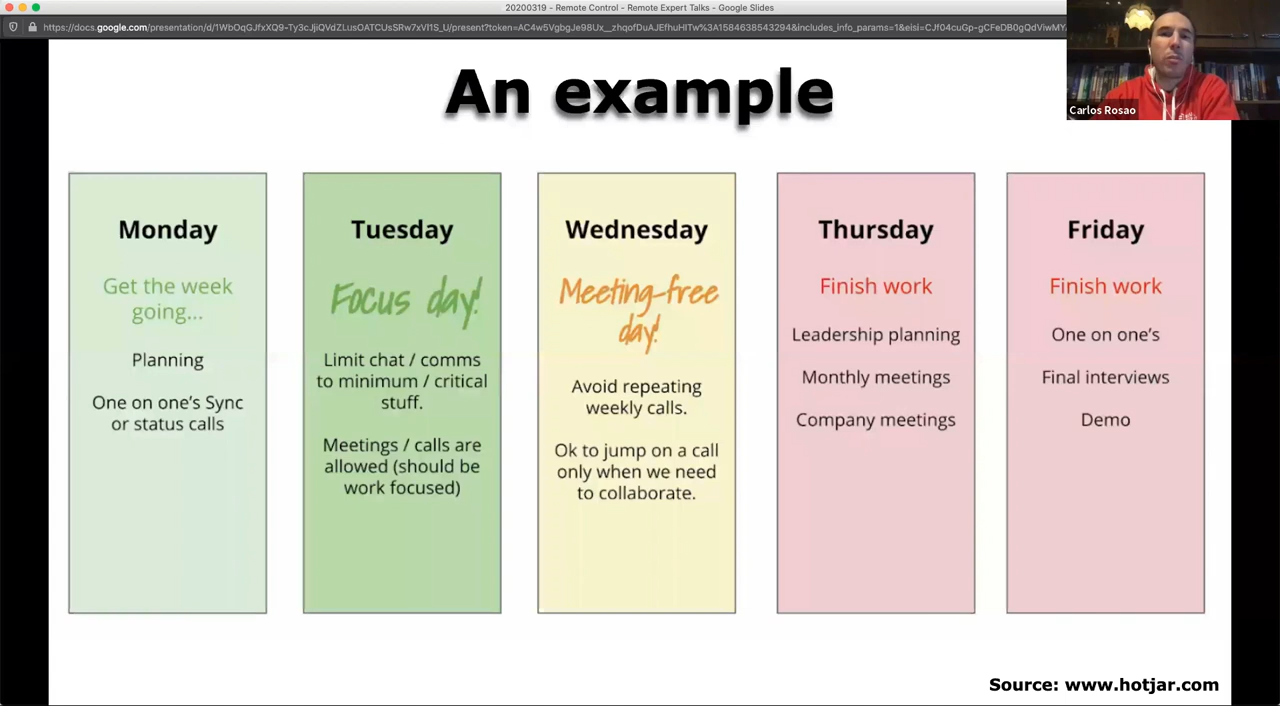 20200319 - Remote Control - Remote Expert Talks - Google Slides
Carlos Rosao
An example
Monday
Get the week
going...
Planning
One on one's Sync
or status calls
Tuesday
Focus day!
Limit chat / comms
to minimum / critical
stuff.
Meetings / calls are
allowed (should be
work focused)
Wednesday
Meeting-free
day!
Avoid repeating
weekly calls.
Ok to jump on a call
only when we need
to collaborate.
Thursday
Finish work
Leadership planning
Monthly meetings
Company meetings
Friday
Finish work
One on one's
Final interviews
Demo
Source: www.hotjar.com